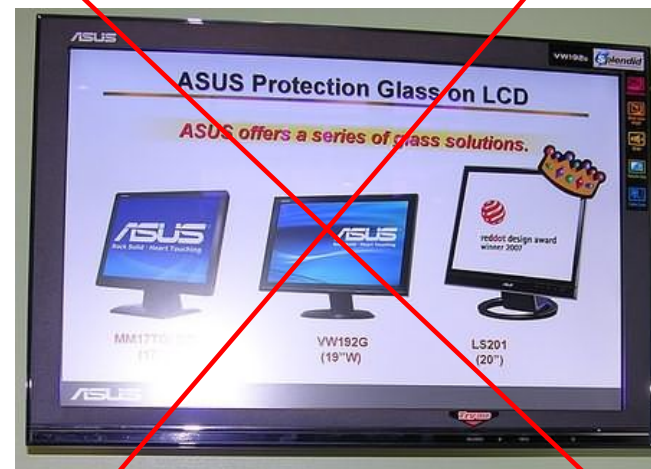 ASUS
VW192s Splendid
ASUS Protection Glass on LCD
ASUS offers a series of glass solutions.
reddot design award
winner 2007
ASUS
Rock Solid · Heart Touching
ASUS
VW192G
(19"W)
LS201
(20")
ASUS